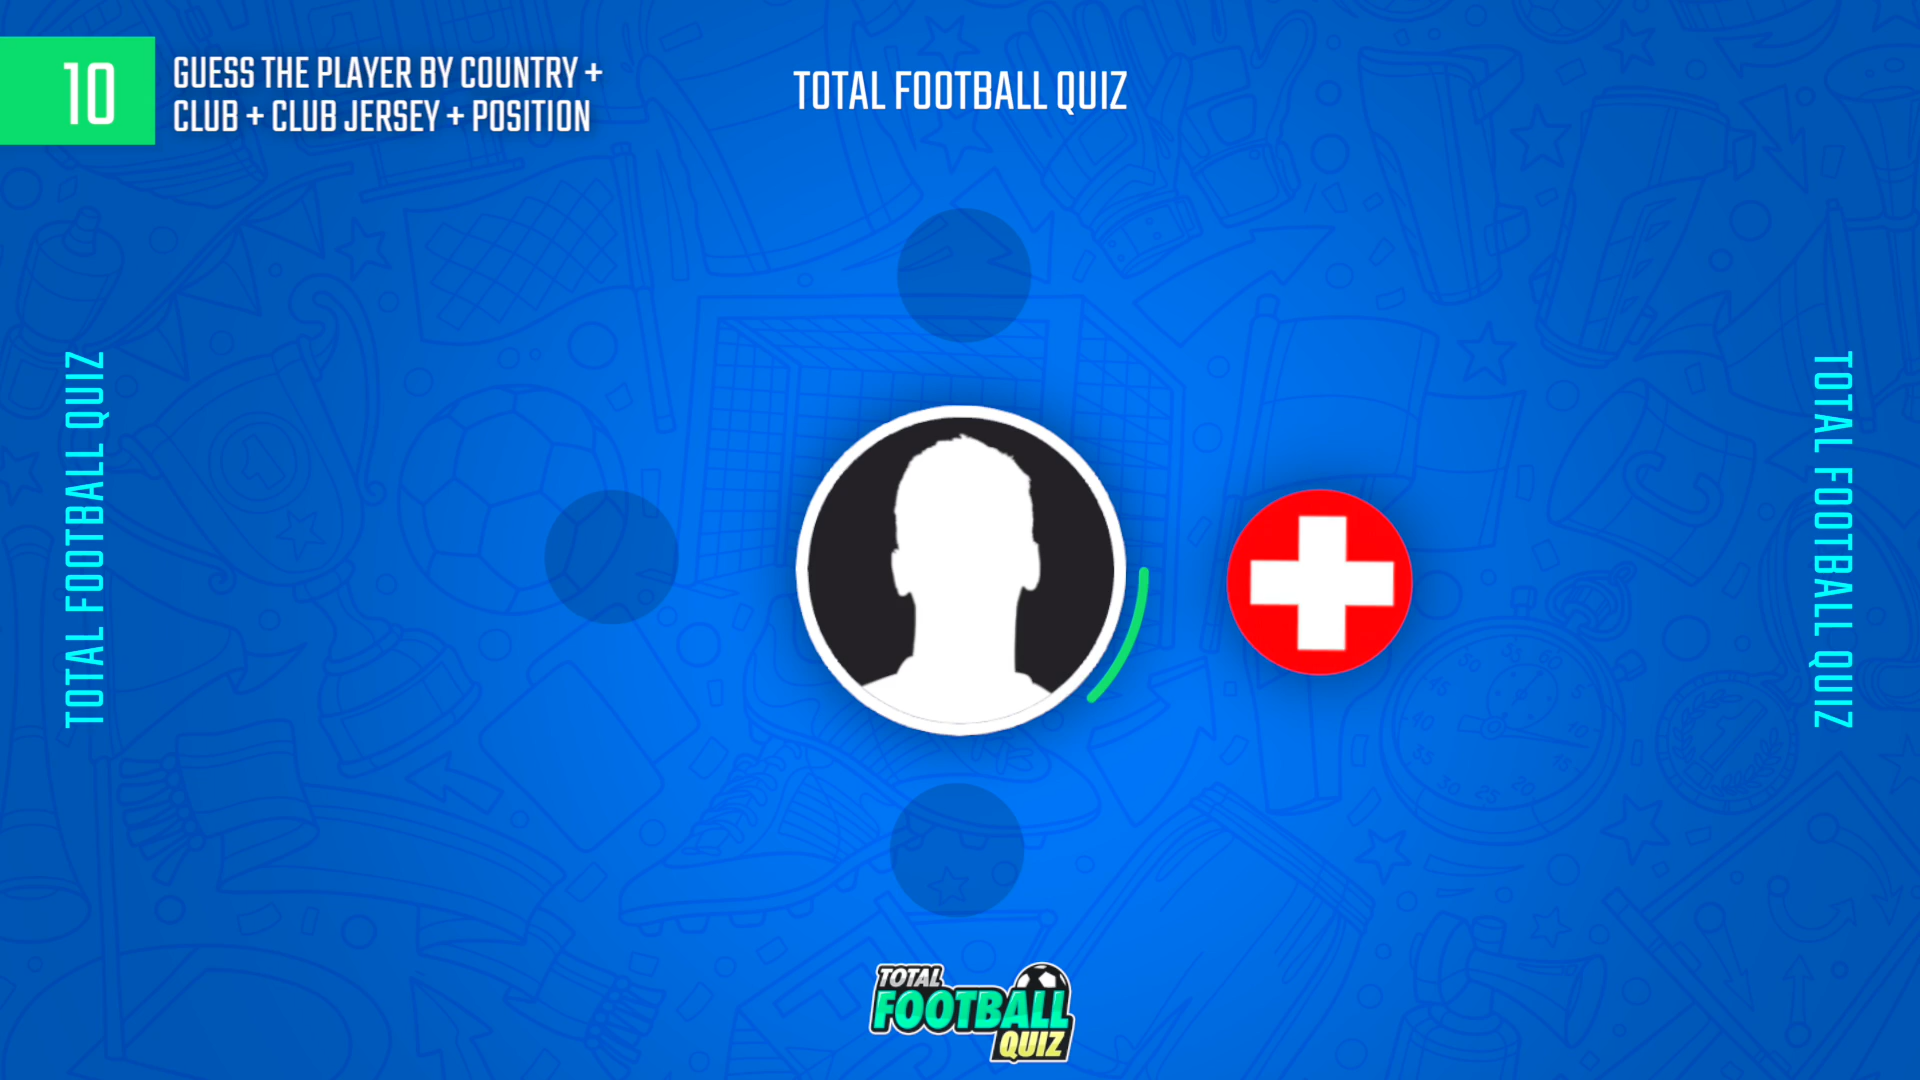 10
GUESS THE PLAYER BY COUNTRY +
CLUB + CLUB JERSEY + POSITION
TOTAL FOOTBALL QUIZ
TOTAL FOOTBALL QUIZ
TOTAL FOOTBALL QUIZ
TOTAL
FOOTBALL
QUIZ